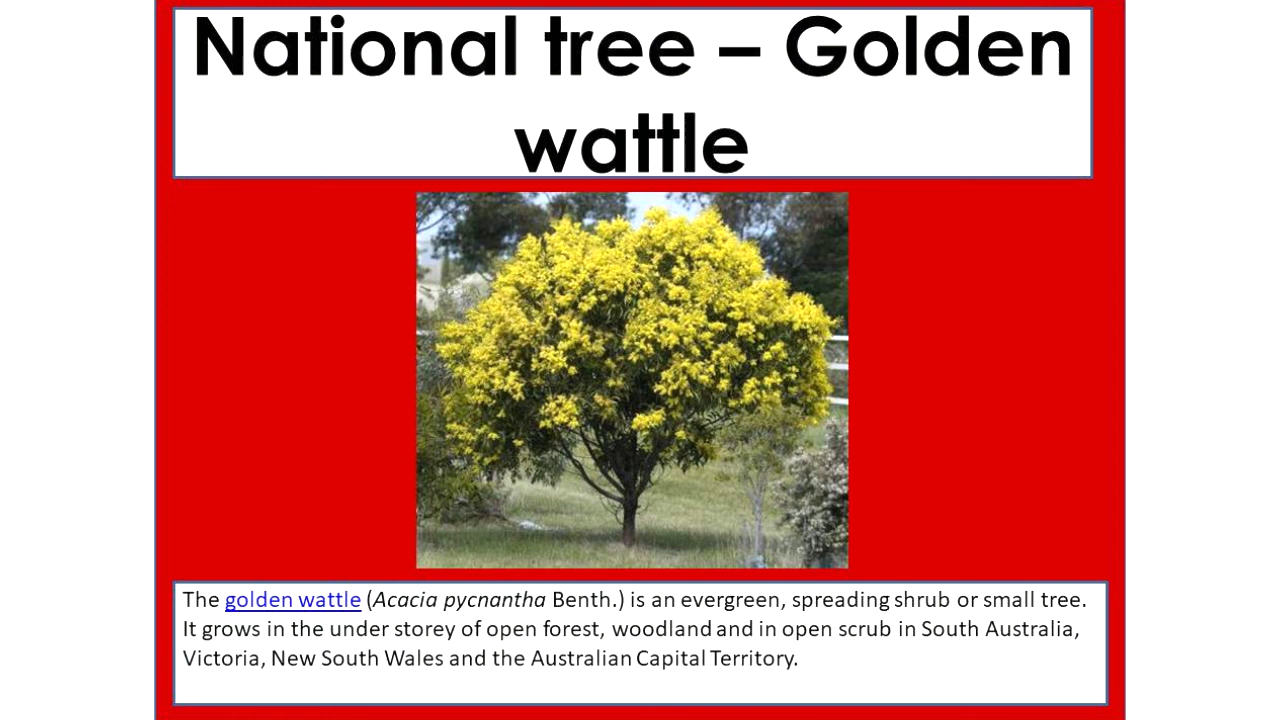 National tree – Golden
wattle
The golden wattle (Acacia pycnantha Benth.) is an evergreen, spreading shrub or small tree.
It grows in the under storey of open forest, woodland and in open scrub in South Australia,
Victoria, New South Wales and the Australian Capital Territory.